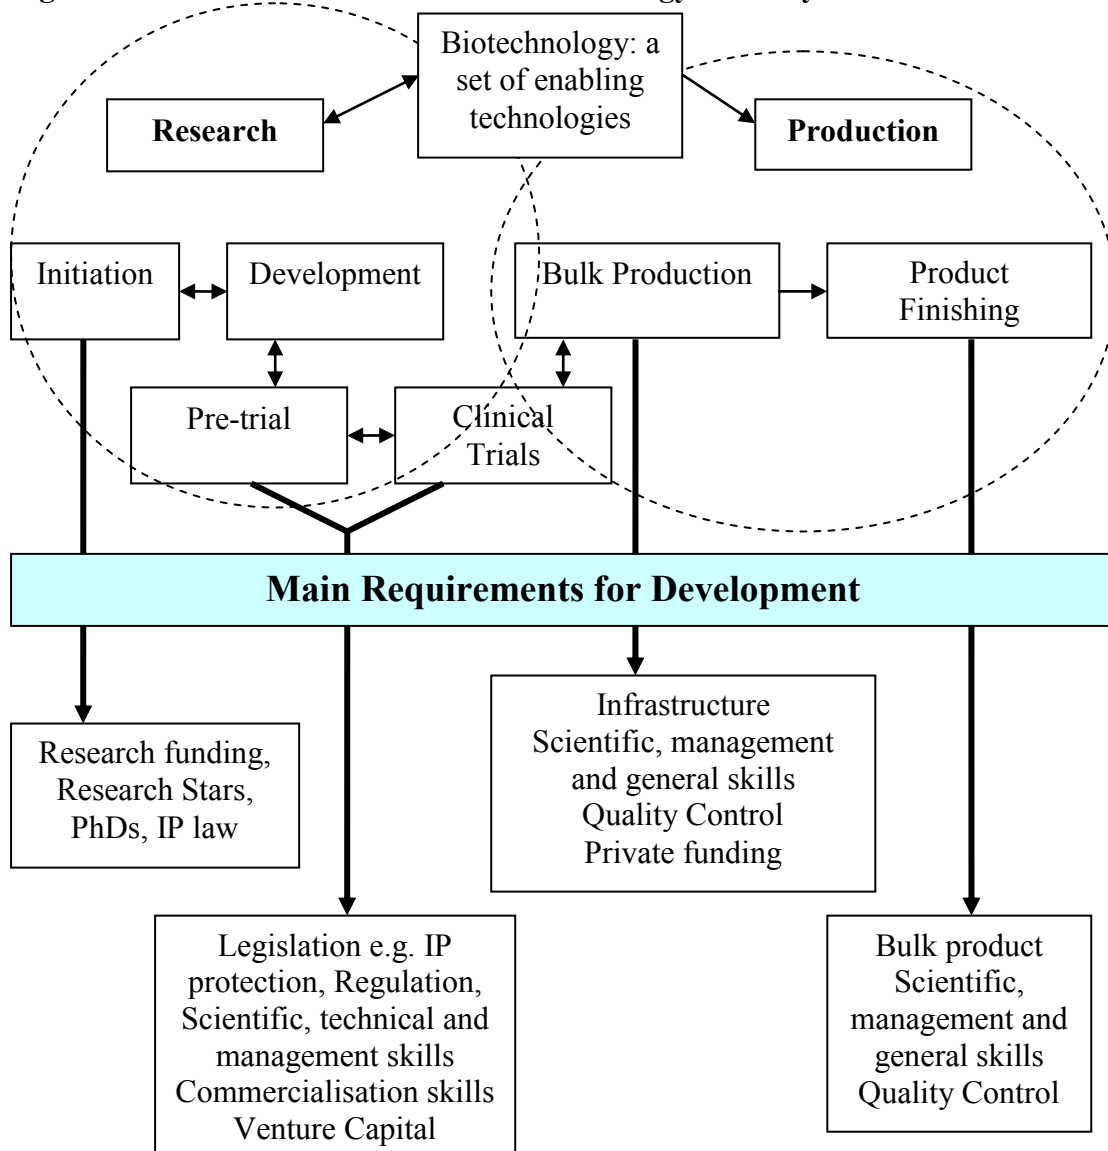 Biotechnology: a
set of enabling
technologies
Research
Production
Initiation
Development
Bulk Production
Product
Finishing
Pre-trial
Clinical
Trials
Main Requirements for Development
Research funding,
Research Stars,
PhDs, IP law
Infrastructure
Scientific, management
and general skills
Quality Control
Private funding
Legislation e.g. IP
protection, Regulation,
Scientific, technical and
management skills
Commercialisation skills
Venture Capital
Bulk product
Scientific,
management and
general skills
Quality Control